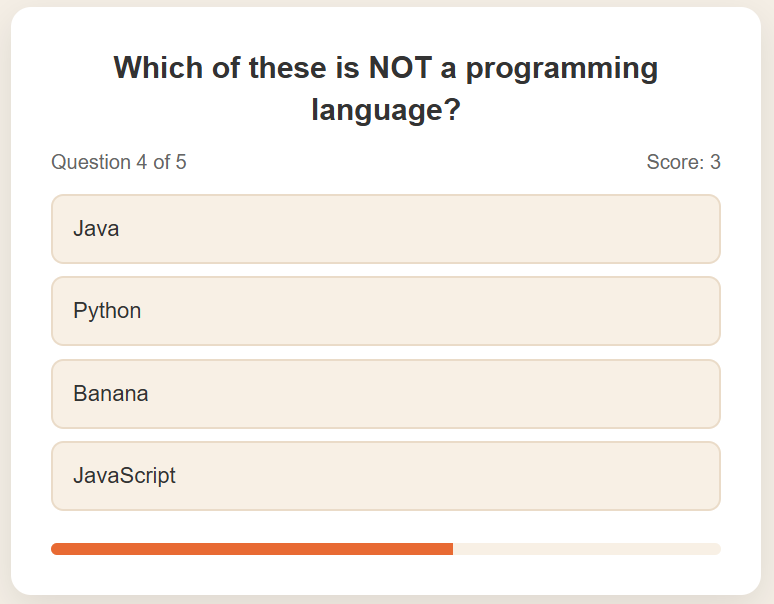 Which of these is NOT a programming
language?
Question 4 of 5
Score: 3
Java
Python
Banana
JavaScript